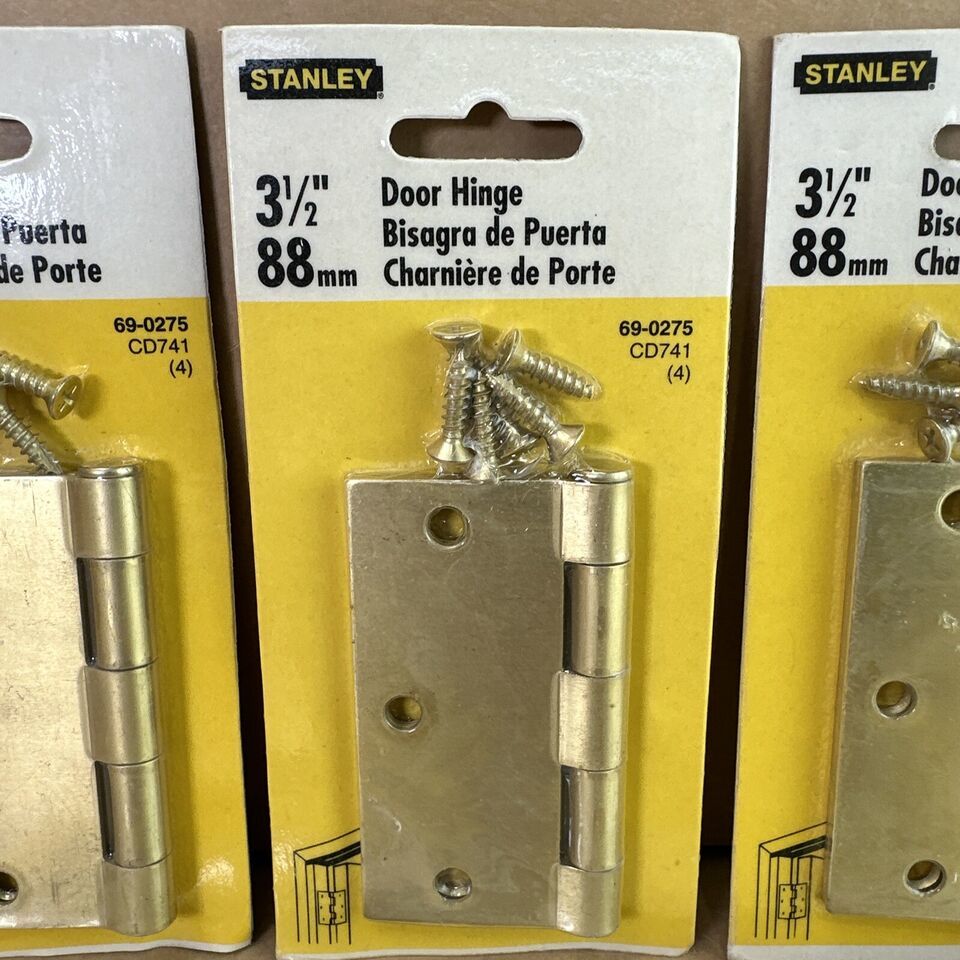 Puerta
de Porte
69-0275
CD741
(4)
STANLEY®
3½" Door Hinge
Bisagra de Puerta
88mm Charnière de Porte
69-0275
CD741
(4)
STANLEY
3½"
88mm